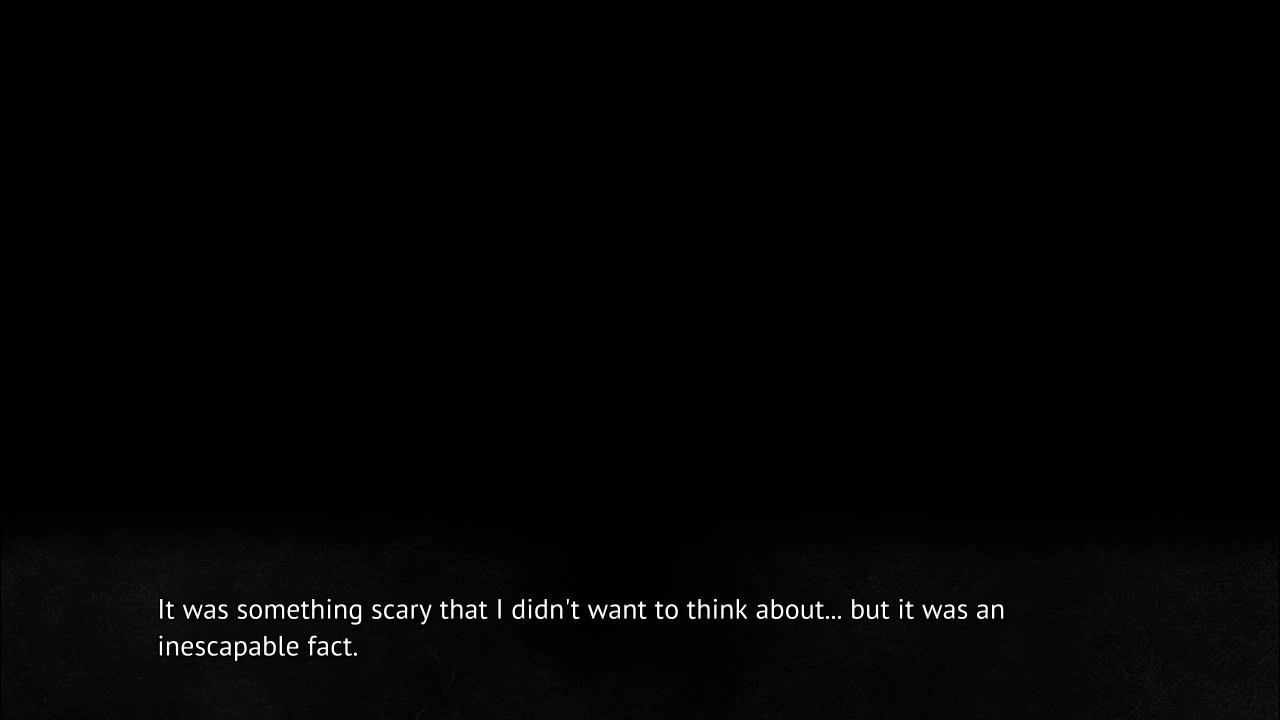 It was something scary that I didn't want to think about... but it was an
inescapable fact.